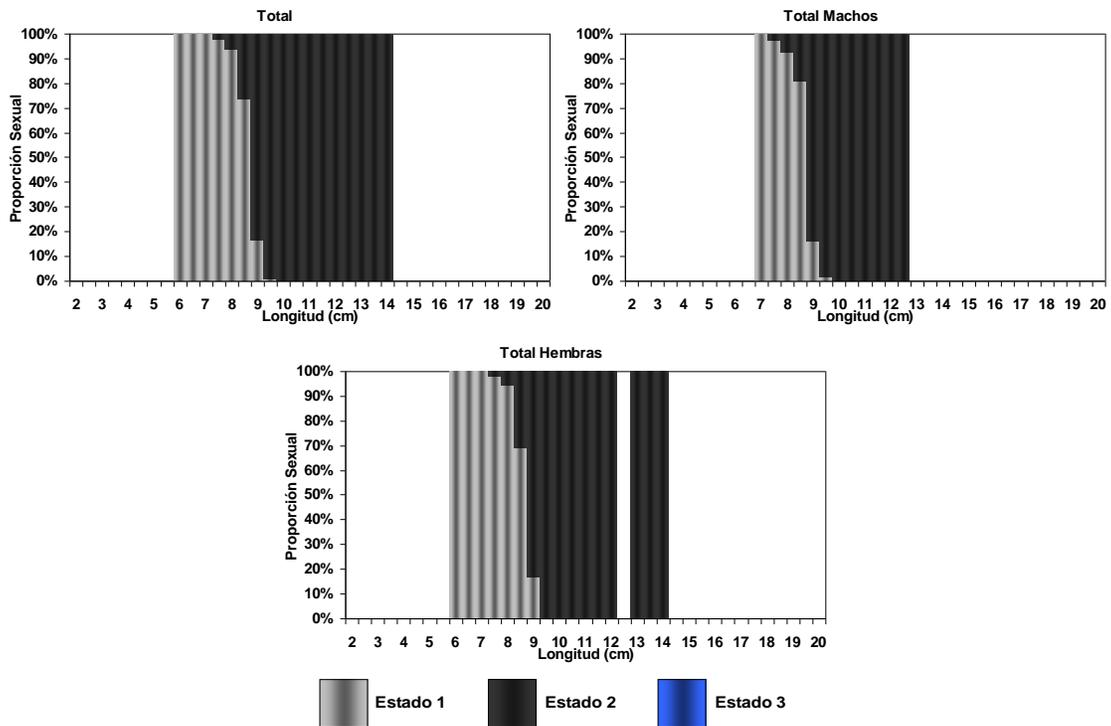 Total
Proporción Sexual
100%
90%
80%
70%
60%
50%
40%
30%
20%
10%
0%
2 3 4 5 6 7 8 9 10 11 12 13 14 15 16 17 18 19 20
Longitud (cm)
Total Machos
Proporción Sexual
100%
90%
80%
70%
60%
50%
40%
30%
20%
10%
0%
2 3 4 5 6 7 8 9 10 11 12 13 14 15 16 17 18 19 20
Longitud (cm)
Total Hembras
Proporción Sexual
100%
90%
80%
70%
60%
50%
40%
30%
20%
10%
0%
2 3 4 5 6 7 8 9 10 11 12 13 14 15 16 17 18 19 20
Longitud (cm)
Estado 1 Estado 2 Estado 3